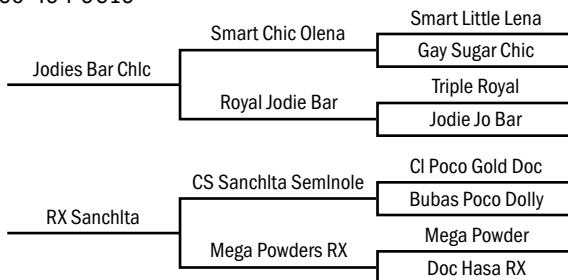 Smart Little Lena
Smart Chic Olena
Gay Sugar Chic
Jodies Bar Chlc
Triple Royal
Royal Jodie Bar
Jodie Jo Bar
Cl Poco Gold Doc
CS Sanchlta Semlnole
Bubas Poco Dolly
RX Sanchlta
Mega Powder
Mega Powders RX
Doc Hasa RX